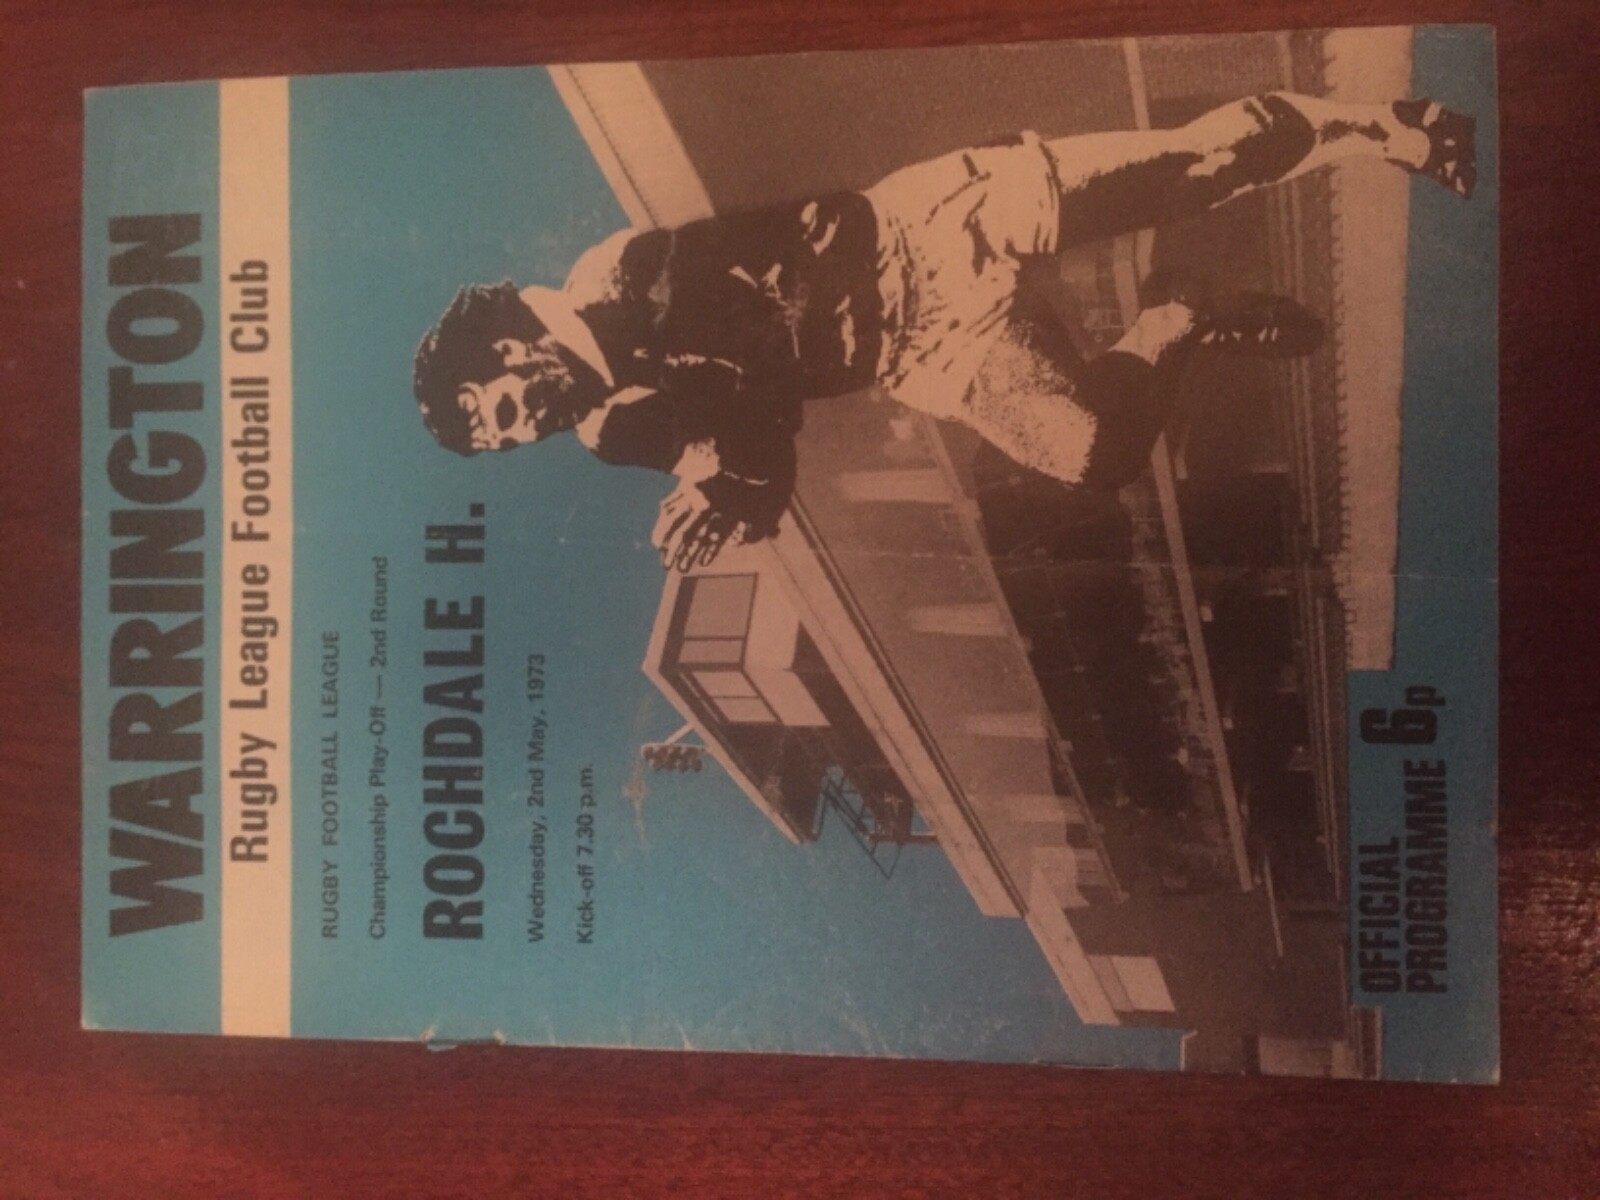 WARRINGTON
Rugby League Football Club
RUGBY FOOTBALL LEAGUE
Championship Play-Off — 2nd Round
ROCHDALE H.
Wednesday, 2nd May, 1973
Kick-off 7.30 p.m.
OFFICIAL
PROGRAMME 6p